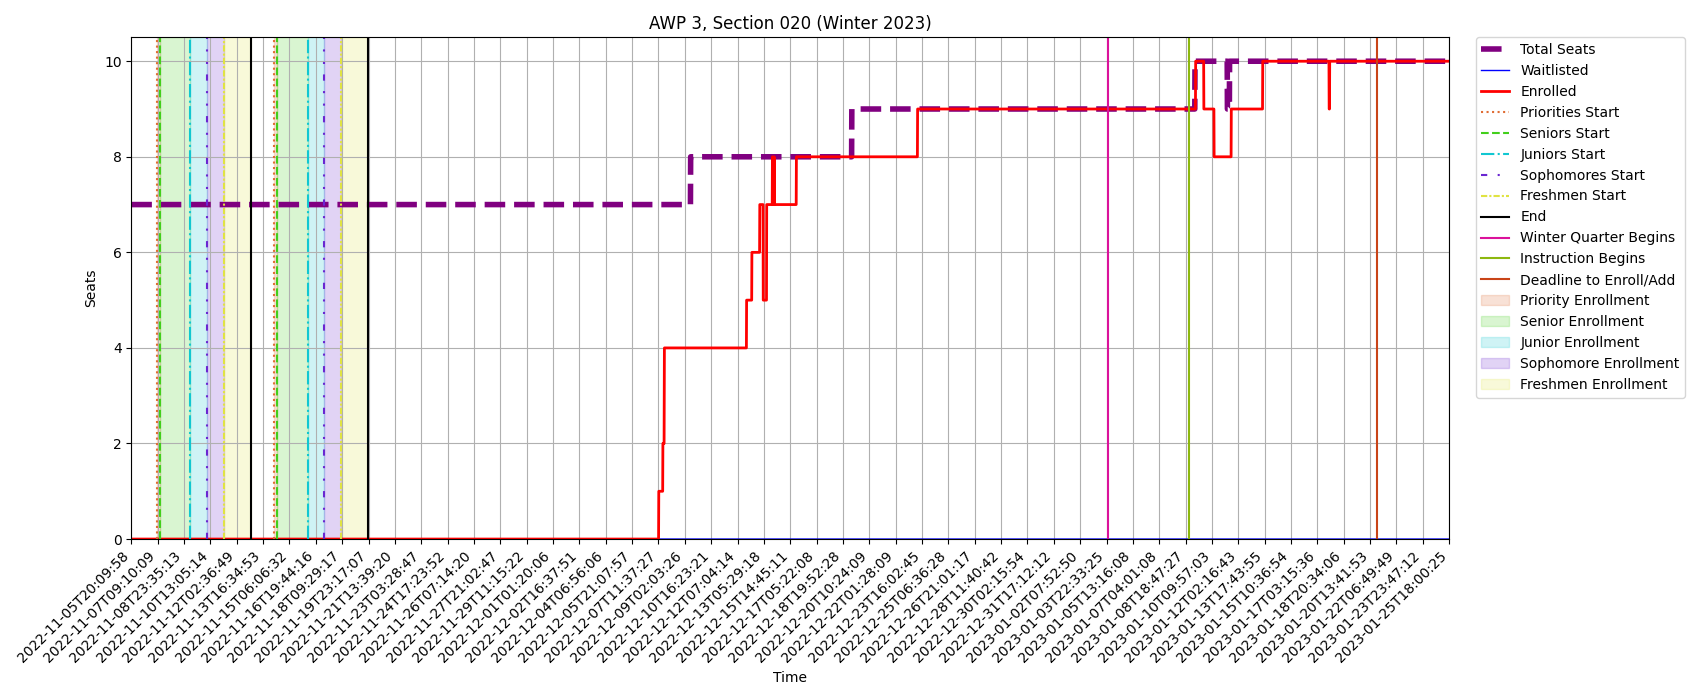 AWP 3, Section 020 (Winter 2023)
Seats
10
8
6
4
2
0
2022-11-05T20:09:58
2022-11-07T09:10:09
2022-11-08T23:35:13
2022-11-10T13:05:14
2022-11-12T02:36:49
2022-11-13T16:34:53
2022-11-15T06:06:32
2022-11-16T19:44:16
2022-11-18T09:29:17
2022-11-19T23:17:07
2022-11-21T13:39:20
2022-11-23T03:28:47
2022-11-24T17:23:52
2022-11-26T07:14:20
2022-11-27T21:02:47
2022-11-29T11:15:22
2022-12-01T01:20:06
2022-12-02T16:37:51
2022-12-04T06:56:06
2022-12-05T21:07:57
2022-12-07T11:37:27
2022-12-09T02:03:26
2022-12-10T16:23:21
2022-12-12T07:04:14
2022-12-13T05:29:18
2022-12-15T14:45:11
2022-12-17T05:22:08
2022-12-18T19:52:28
2022-12-20T10:24:09
2022-12-22T01:28:09
2022-12-23T16:02:45
2022-12-25T06:36:28
2022-12-26T21:01:17
2022-12-28T11:40:42
2022-12-30T02:15:54
2022-12-31T17:12:12
2023-01-02T07:52:50
2023-01-03T22:33:25
2023-01-05T13:16:08
2023-01-07T04:01:08
2023-01-08T18:47:27
2023-01-10T09:57:03
2023-01-12T02:16:43
2023-01-13T17:43:55
2023-01-15T10:36:54
2023-01-17T03:15:36
2023-01-18T20:34:06
2023-01-20T13:41:53
2023-01-22T06:49:49
2023-01-23T23:47:12
2023-01-25T18:00:25
Time
Total Seats
Waitlisted
Enrolled
Priorities Start
Seniors Start
Juniors Start
Sophomores Start
Freshmen Start
End
Winter Quarter Begins
Instruction Begins
Deadline to Enroll/Add
Priority Enrollment
Senior Enrollment
Junior Enrollment
Sophomore Enrollment
Freshmen Enrollment